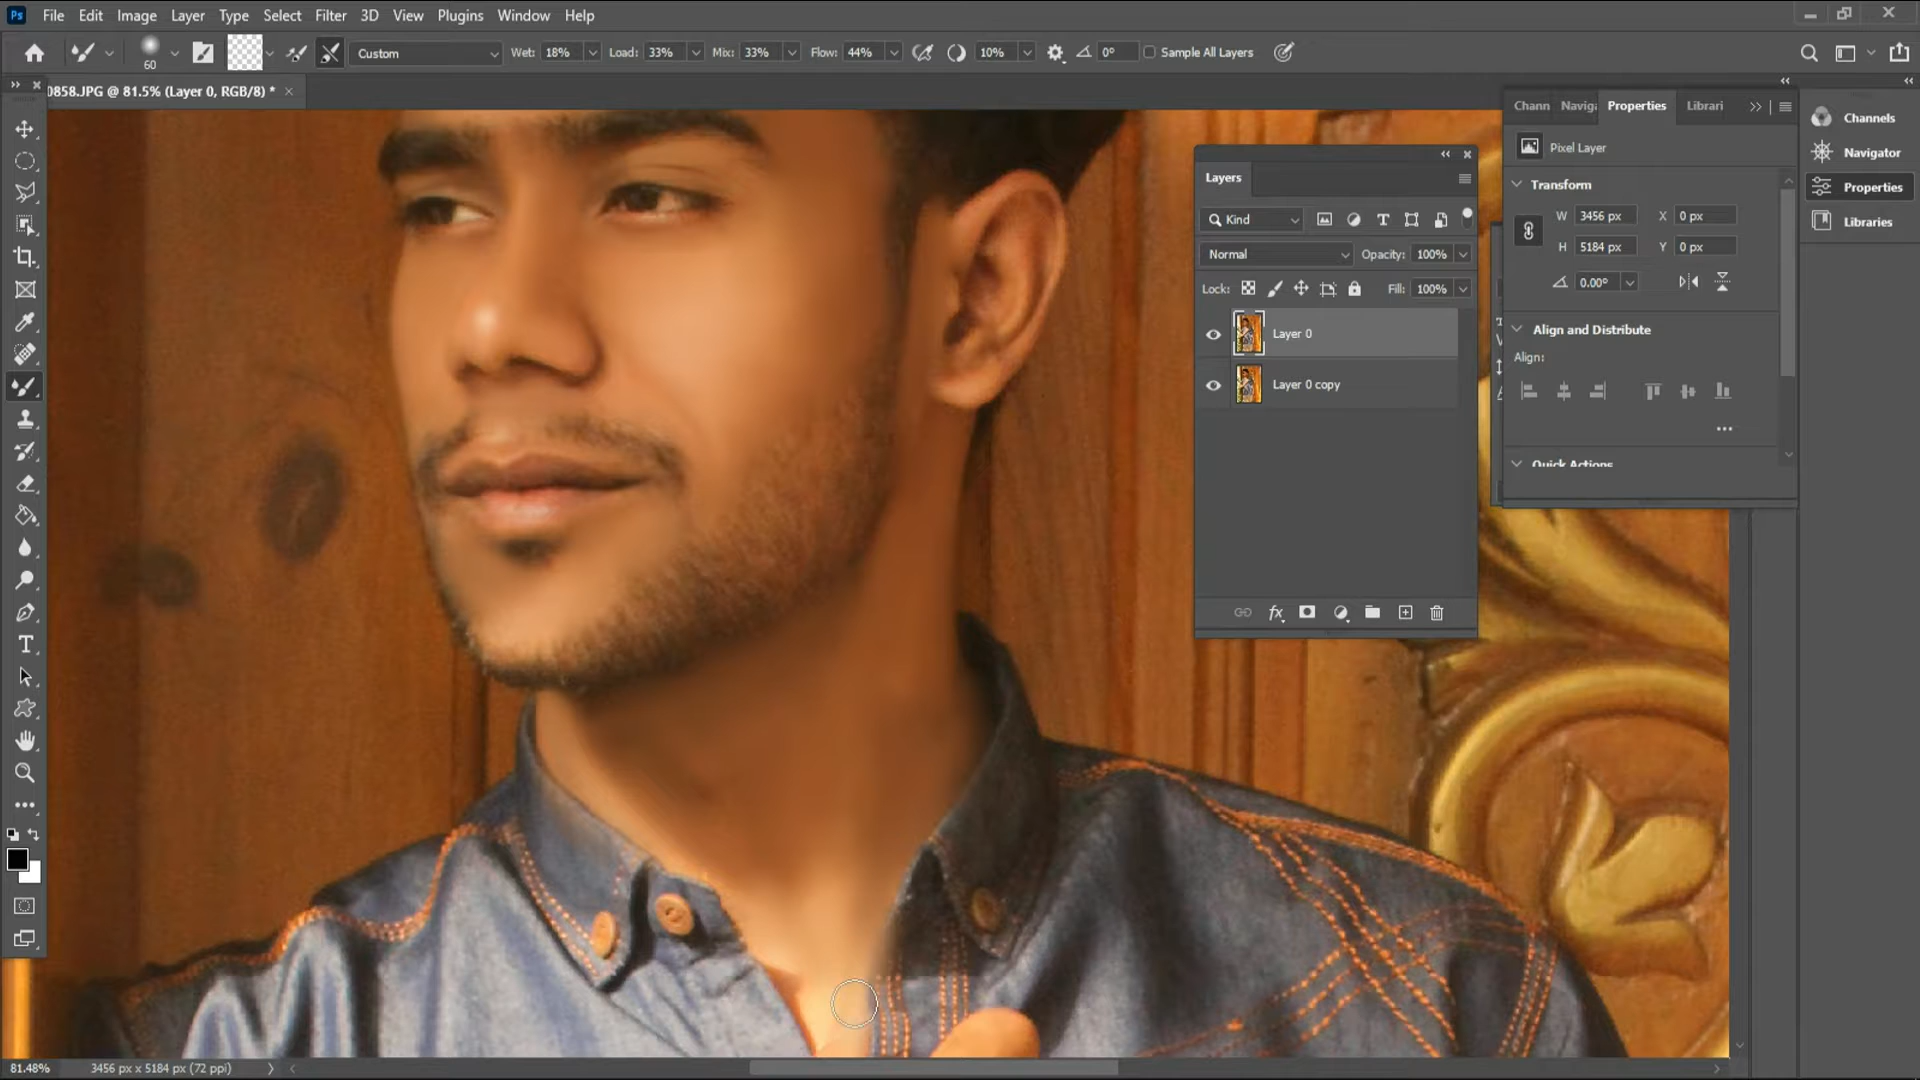 Ps File Edit Image Layer Type Select Filter 3D View Plugins Window Help
60 Custom Wet: 18% Load: 33% Mix: 33% Flow: 44% 10% 0° Sample All Layers
0858.JPG @ 81.5% (Layer 0, RGB/8) *
Chann Naviga Properties Librari
Pixel Layer
Transform
W 3456 px X 0 px
H 5184 px Y 0 px
0.00°
Align and Distribute
Align:
Quick Actions
Channels
Navigator
Properties
Libraries
Layers
Kind
Normal Opacity: 100%
Lock: Fill: 100%
Layer 0
Layer 0 copy
fx
81.48% 3456 px x 5184 px (72 ppi)